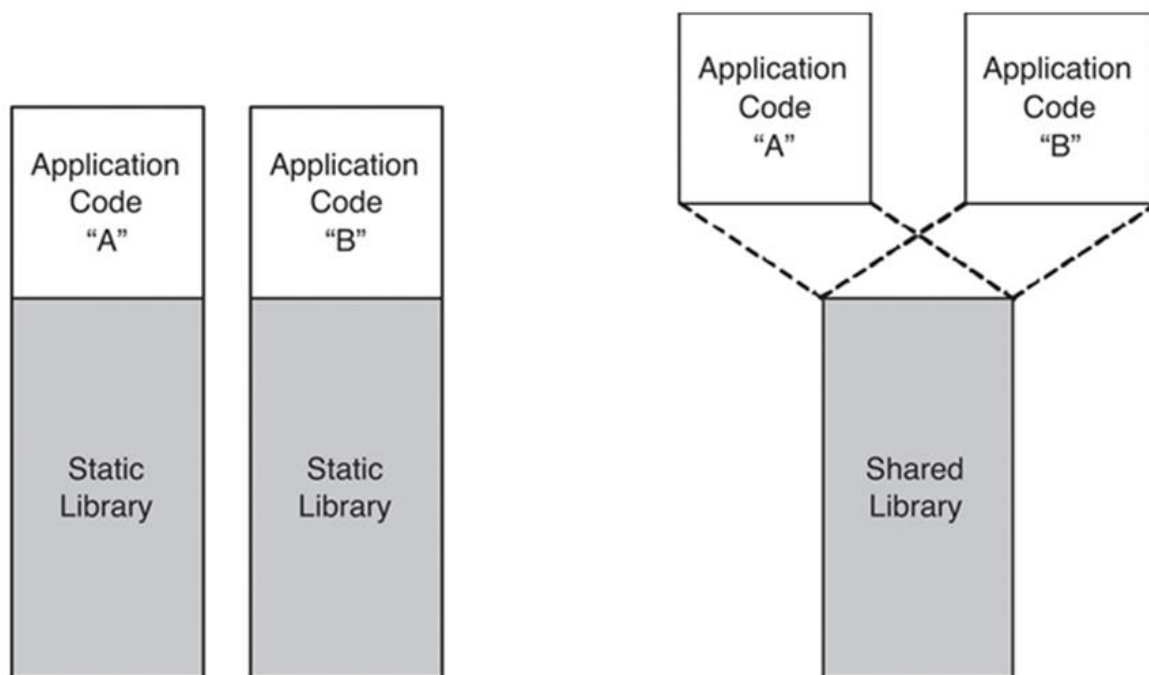 Application
Code
“A”
Application
Code
“B”
Static
Library
Static
Library
Application
Code
“A”
Application
Code
“B”
Shared
Library